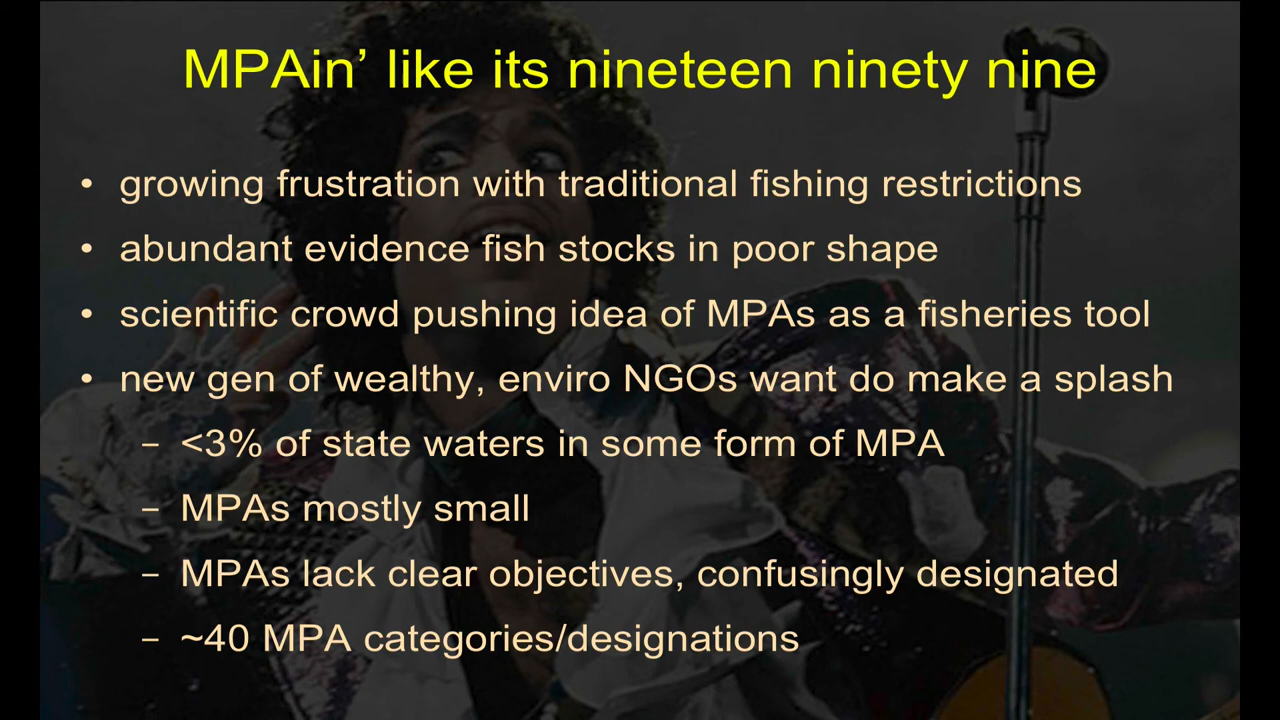 MPAin’ like its nineteen ninety nine
• growing frustration with traditional fishing restrictions
• abundant evidence fish stocks in poor shape
• scientific crowd pushing idea of MPAs as a fisheries tool
• new gen of wealthy, enviro NGOs want do make a splash
– <3% of state waters in some form of MPA
– MPAs mostly small
– MPAs lack clear objectives, confusingly designated
– ~40 MPA categories/designations